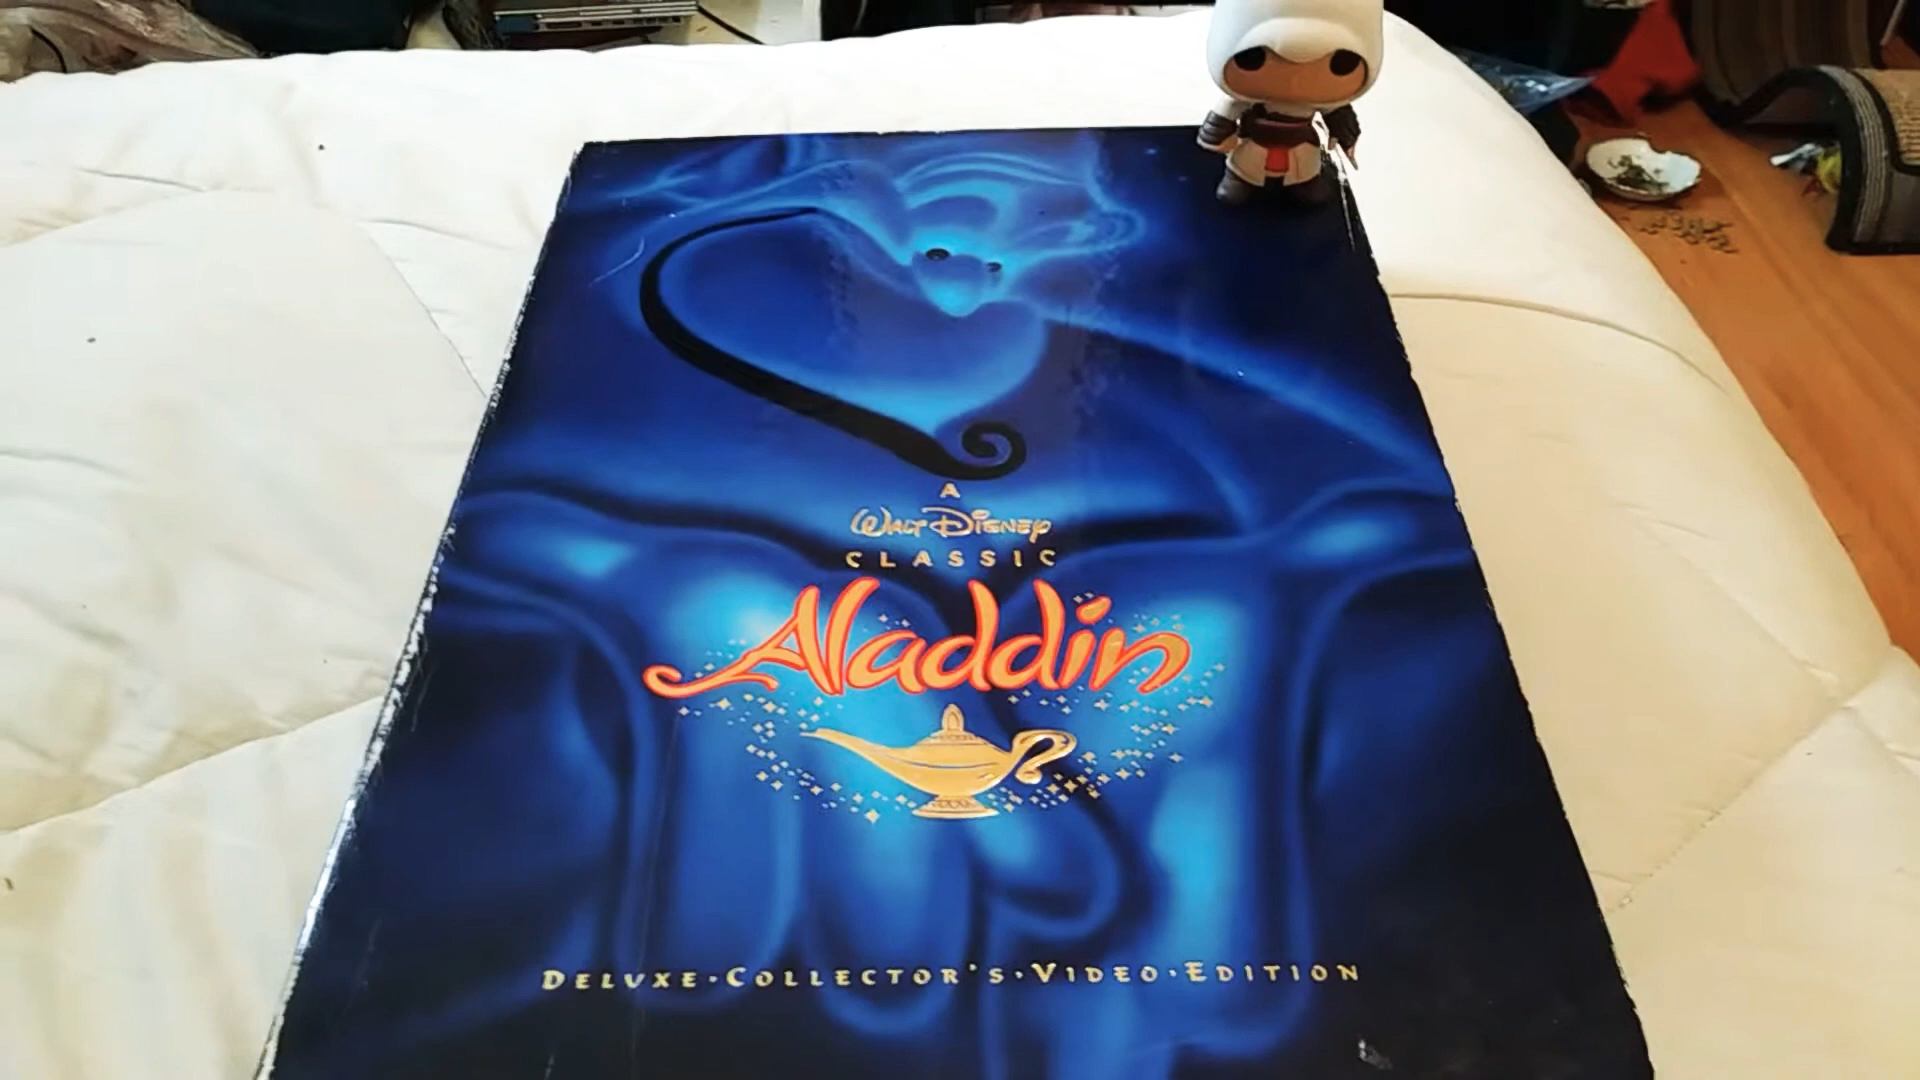 A
Walt Disney
CLASSIC
Aladdin
DELUXE·COLLECTOR'S·VIDEO·EDITION